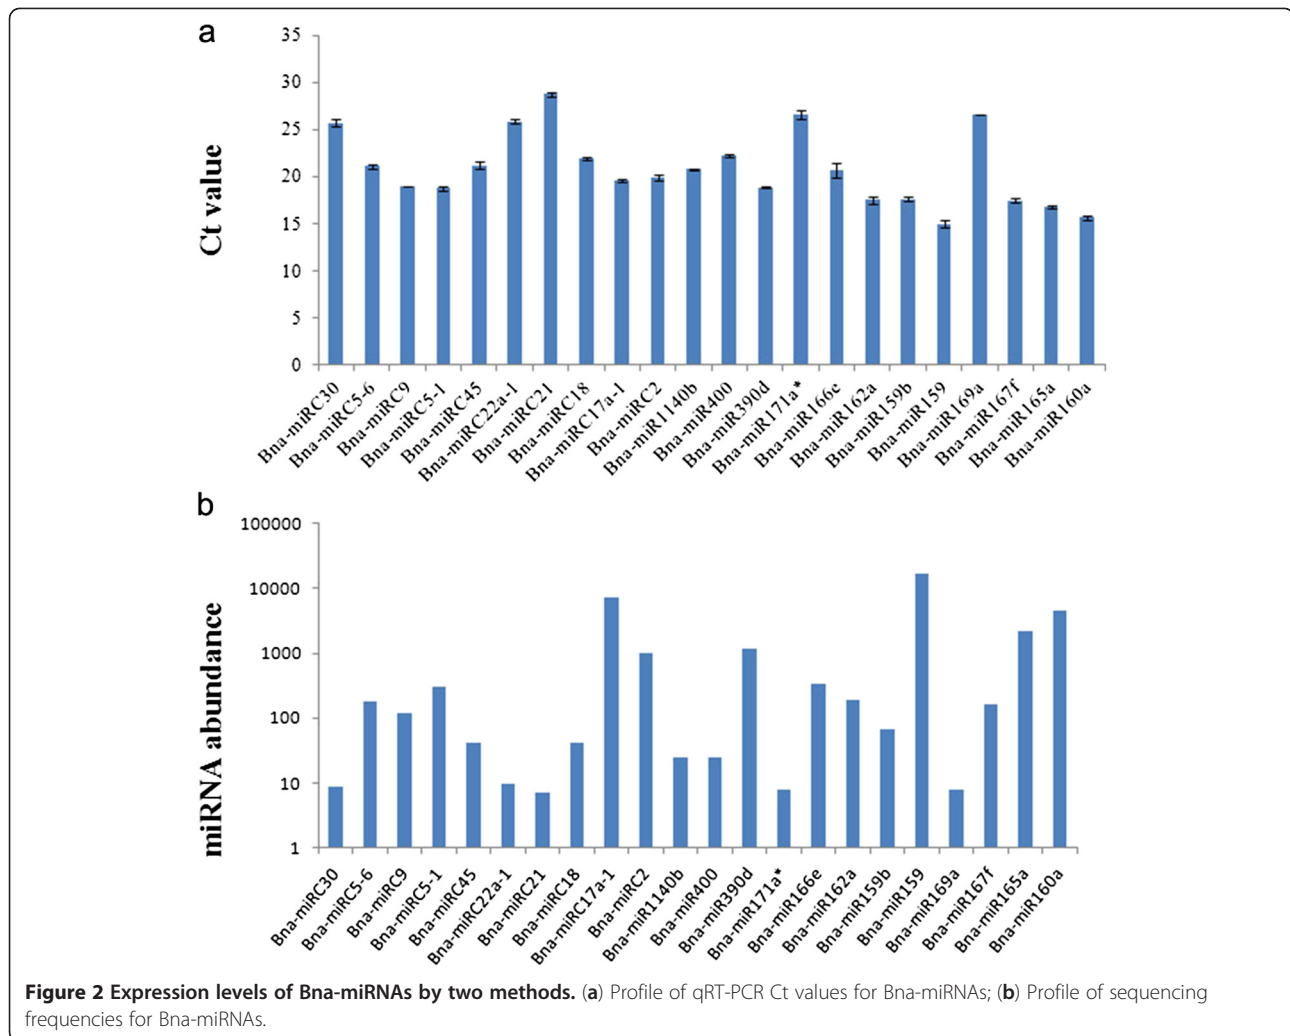 a
35
30
25
20
15
10
5
0
Ct value
Bna-miRC30
Bna-miRC5-6
Bna-miRC9
Bna-miRC5-1
Bna-miRC45
Bna-miRC22a-1
Bna-miRC21
Bna-miRC18
Bna-miRC17a-1
Bna-miRC2
Bna-miR1140b
Bna-miR400
Bna-miR390d
Bna-miR171a*
Bna-miR166e
Bna-miR162a
Bna-miR159b
Bna-miR159
Bna-miR169a
Bna-miR167f
Bna-miR165a
Bna-miR160a
b
100000
10000
1000
100
10
1
miRNA abundance
Bna-miRC30
Bna-miRC5-6
Bna-miRC9
Bna-miRC5-1
Bna-miRC45
Bna-miRC22a-1
Bna-miRC21
Bna-miRC18
Bna-miRC17a-1
Bna-miRC2
Bna-miR1140b
Bna-miR400
Bna-miR390d
Bna-miR171a*
Bna-miR166e
Bna-miR162a
Bna-miR159b
Bna-miR159
Bna-miR169a
Bna-miR167f
Bna-miR165a
Bna-miR160a
Figure 2 Expression levels of Bna-miRNAs by two methods. (a) Profile of qRT-PCR Ct values for Bna-miRNAs; (b) Profile of sequencing
frequencies for Bna-miRNAs.